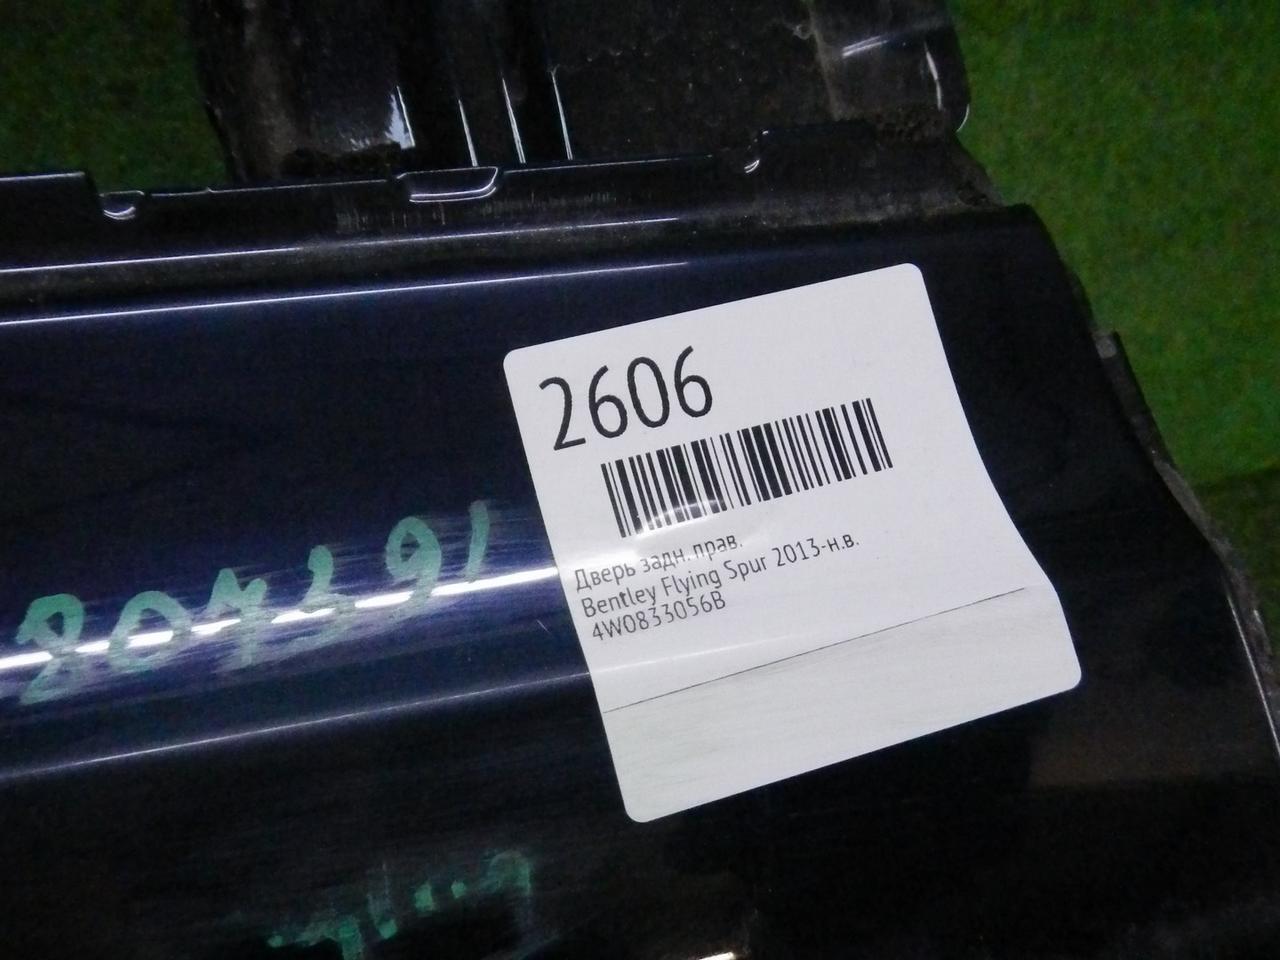 2606
Дверь задн. прав.
Bentley Flying Spur 2013-н.в.
4W0833056B